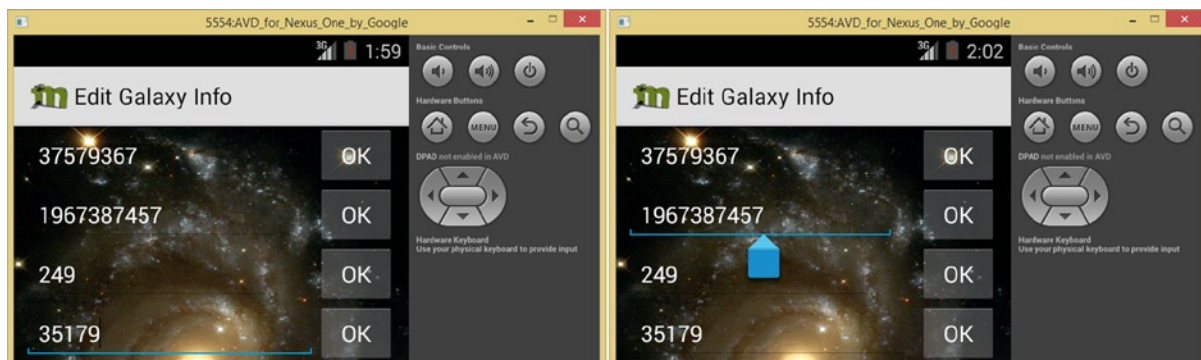 5554:AVD_for_Nexus_One_by_Google
3G 1:59
Edit Galaxy Info
37579367 OK
1967387457 OK
249 OK
35179 OK
Basic Controls
Hardware Buttons
MENU
DPAD not enabled in AVD
Hardware Keyboard
Use your physical keyboard to provide input
5554:AVD_for_Nexus_One_by_Google
3G 2:02
Edit Galaxy Info
37579367 OK
1967387457 OK
249 OK
35179 OK
Basic Controls
Hardware Buttons
MENU
DPAD not enabled in AVD
Hardware Keyboard
Use your physical keyboard to provide input